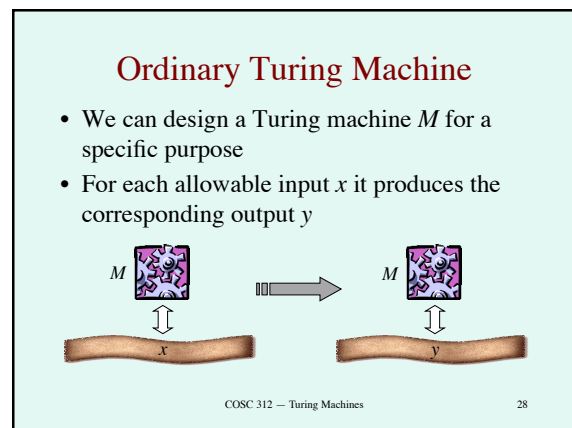 Ordinary Turing Machine
• We can design a Turing machine M for a
specific purpose
• For each allowable input x it produces the
corresponding output y
M M
x y
COSC 312 — Turing Machines 28